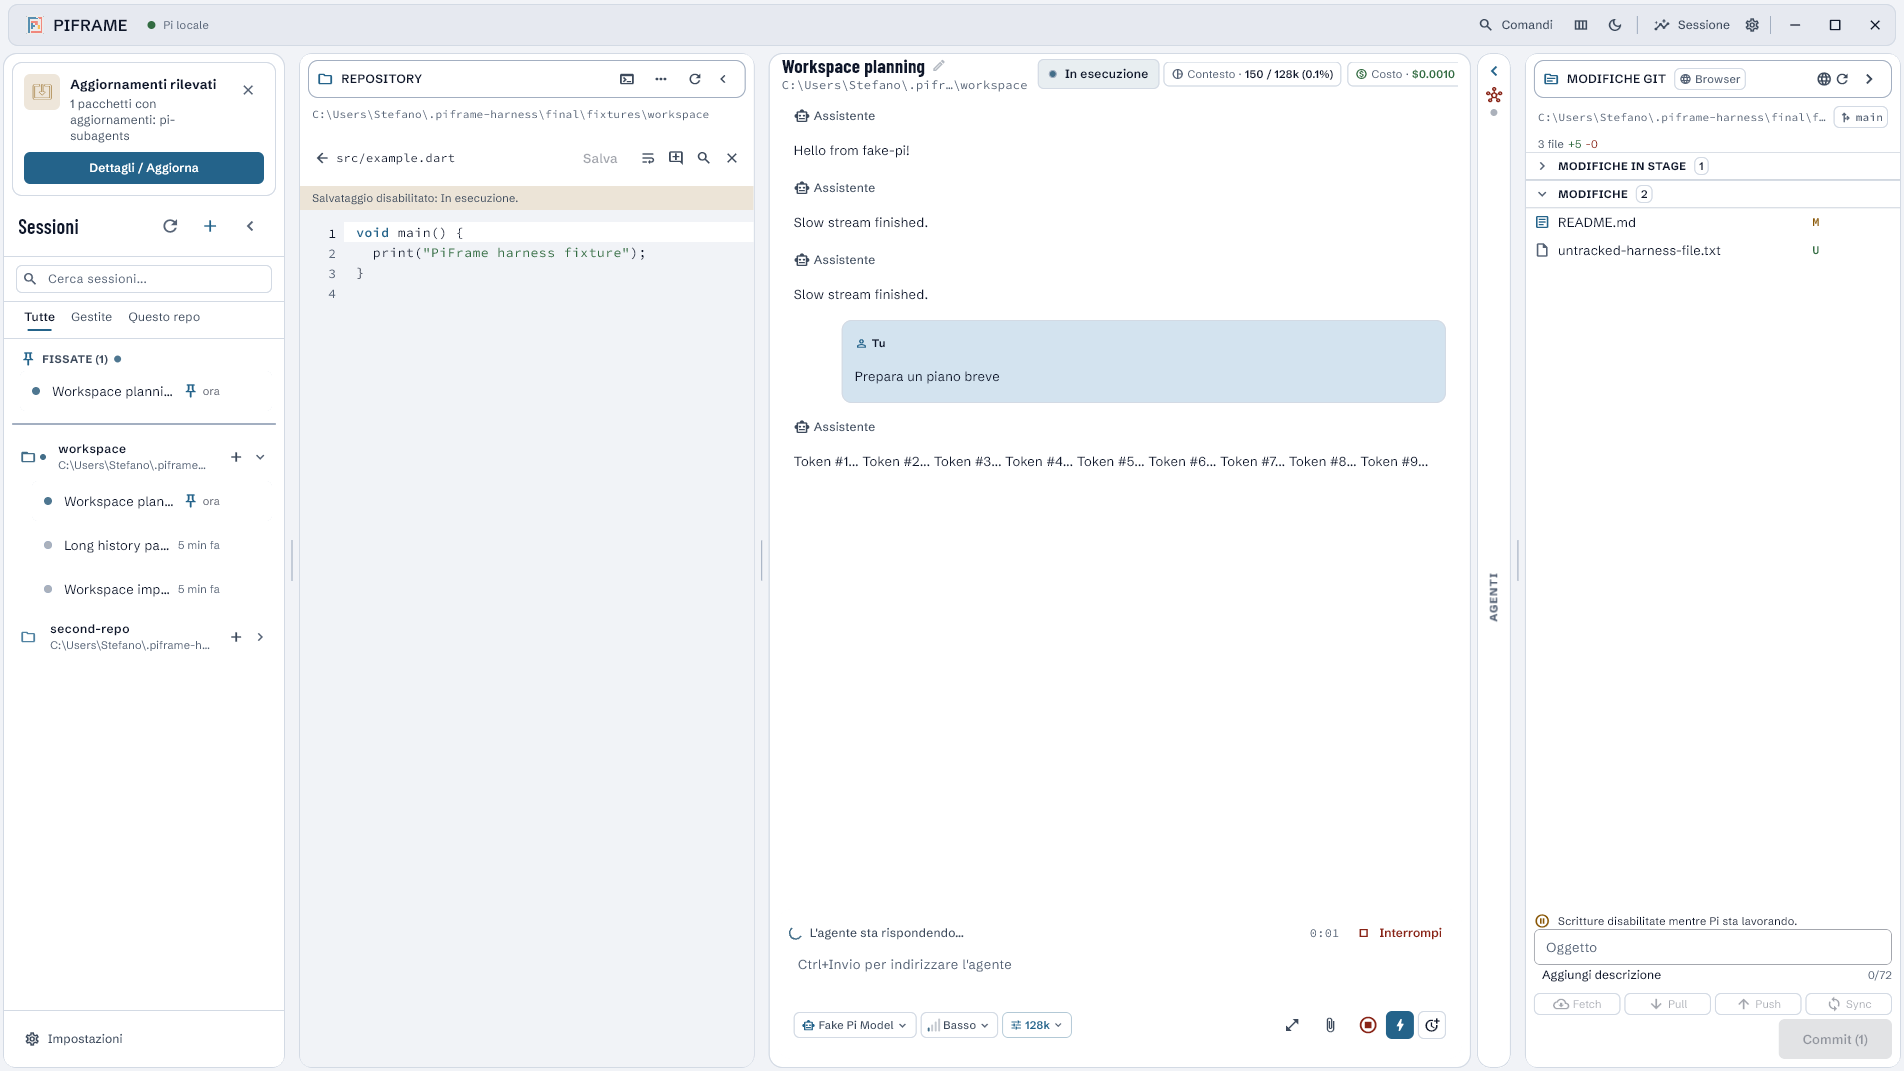 PIFRAME
Pi locale
Comandi
Sessione
Aggiornamenti rilevati
1 pacchetti con
aggiornamenti: pi-
subagents
Dettagli / Aggiorna
Sessioni
Cerca sessioni...
Tutte Gestite Questo repo
FISSATE (1)
Workspace planni... ora
workspace
C:\Users\Stefano\.piframe...
Workspace plan... ora
Long history pa... 5 min fa
Workspace imp... 5 min fa
second-repo
C:\Users\Stefano\.piframe-h...
Impostazioni
REPOSITORY
C:\Users\Stefano\.piframe-harness\final\fixtures\workspace
src/example.dart Salva
Salvataggio disabilitato: In esecuzione.
1 void main() {
2   print("PiFrame harness fixture");
3 }
4
Workspace planning
C:\Users\Stefano\.pifr…\workspace
In esecuzione
Contesto · 150 / 128k (0.1%)
Costo · $0.0010
Assistente
Hello from fake-pi!
Assistente
Slow stream finished.
Assistente
Slow stream finished.
Tu
Prepara un piano breve
Assistente
Token #1... Token #2... Token #3... Token #4... Token #5... Token #6... Token #7... Token #8... Token #9...
L'agente sta rispondendo... 0:01 Interrompi
Ctrl+Invio per indirizzare l'agente
Fake Pi Model Basso 128k
AGENTI
MODIFICHE GIT Browser
C:\Users\Stefano\.piframe-harness\final\f… main
3 file +5 -0
MODIFICHE IN STAGE 1
MODIFICHE 2
README.md M
untracked-harness-file.txt U
Scritture disabilitate mentre Pi sta lavorando.
Oggetto
Aggiungi descrizione 0/72
Fetch Pull Push Sync
Commit (1)